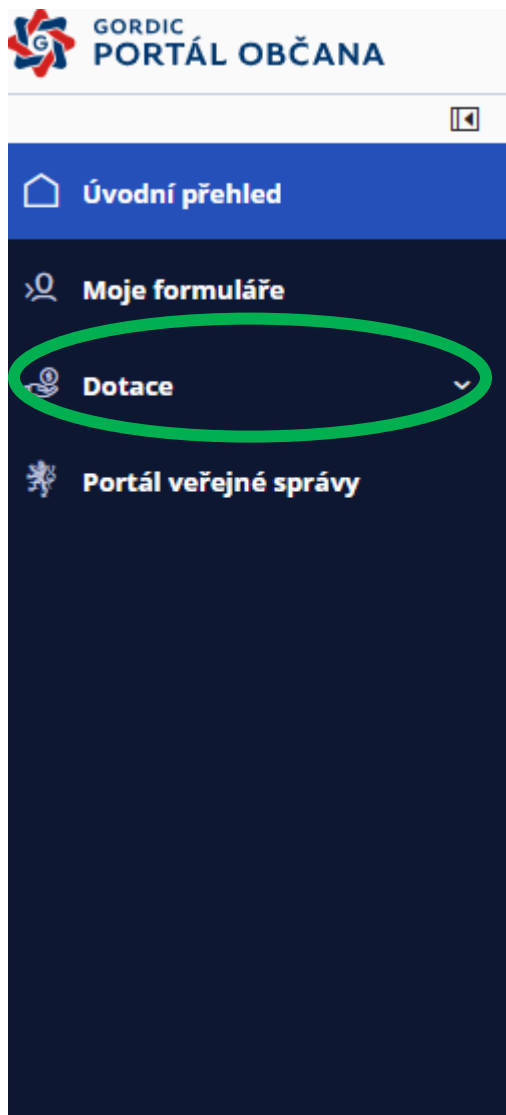 GORDIC
PORTÁL OBČANA
Úvodní přehled
Moje formuláře
Dotace
Portál veřejné správy